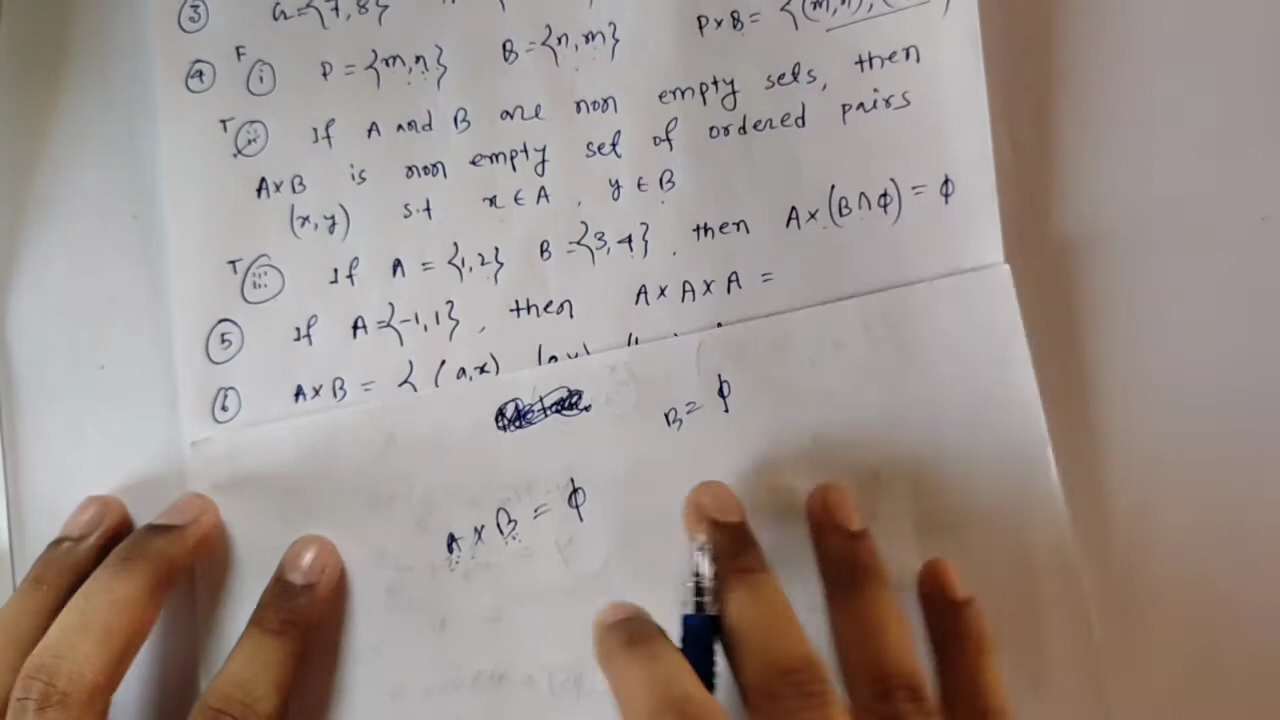 ③ G={7,8}
④ F (i) P={m,n} B={n,m} P×B = {(m,n),
T (ii) If A and B are non empty sets, then
A×B is non empty set of ordered pairs
(x,y) s.t x∈A, y∈B
T (iii) If A = {1,2} B={3,4}, then A×(B∩ϕ) = ϕ
⑤ If A={-1,1}, then A×A×A =
⑥ A×B = {(a,x)
B= ϕ
A×B = ϕ